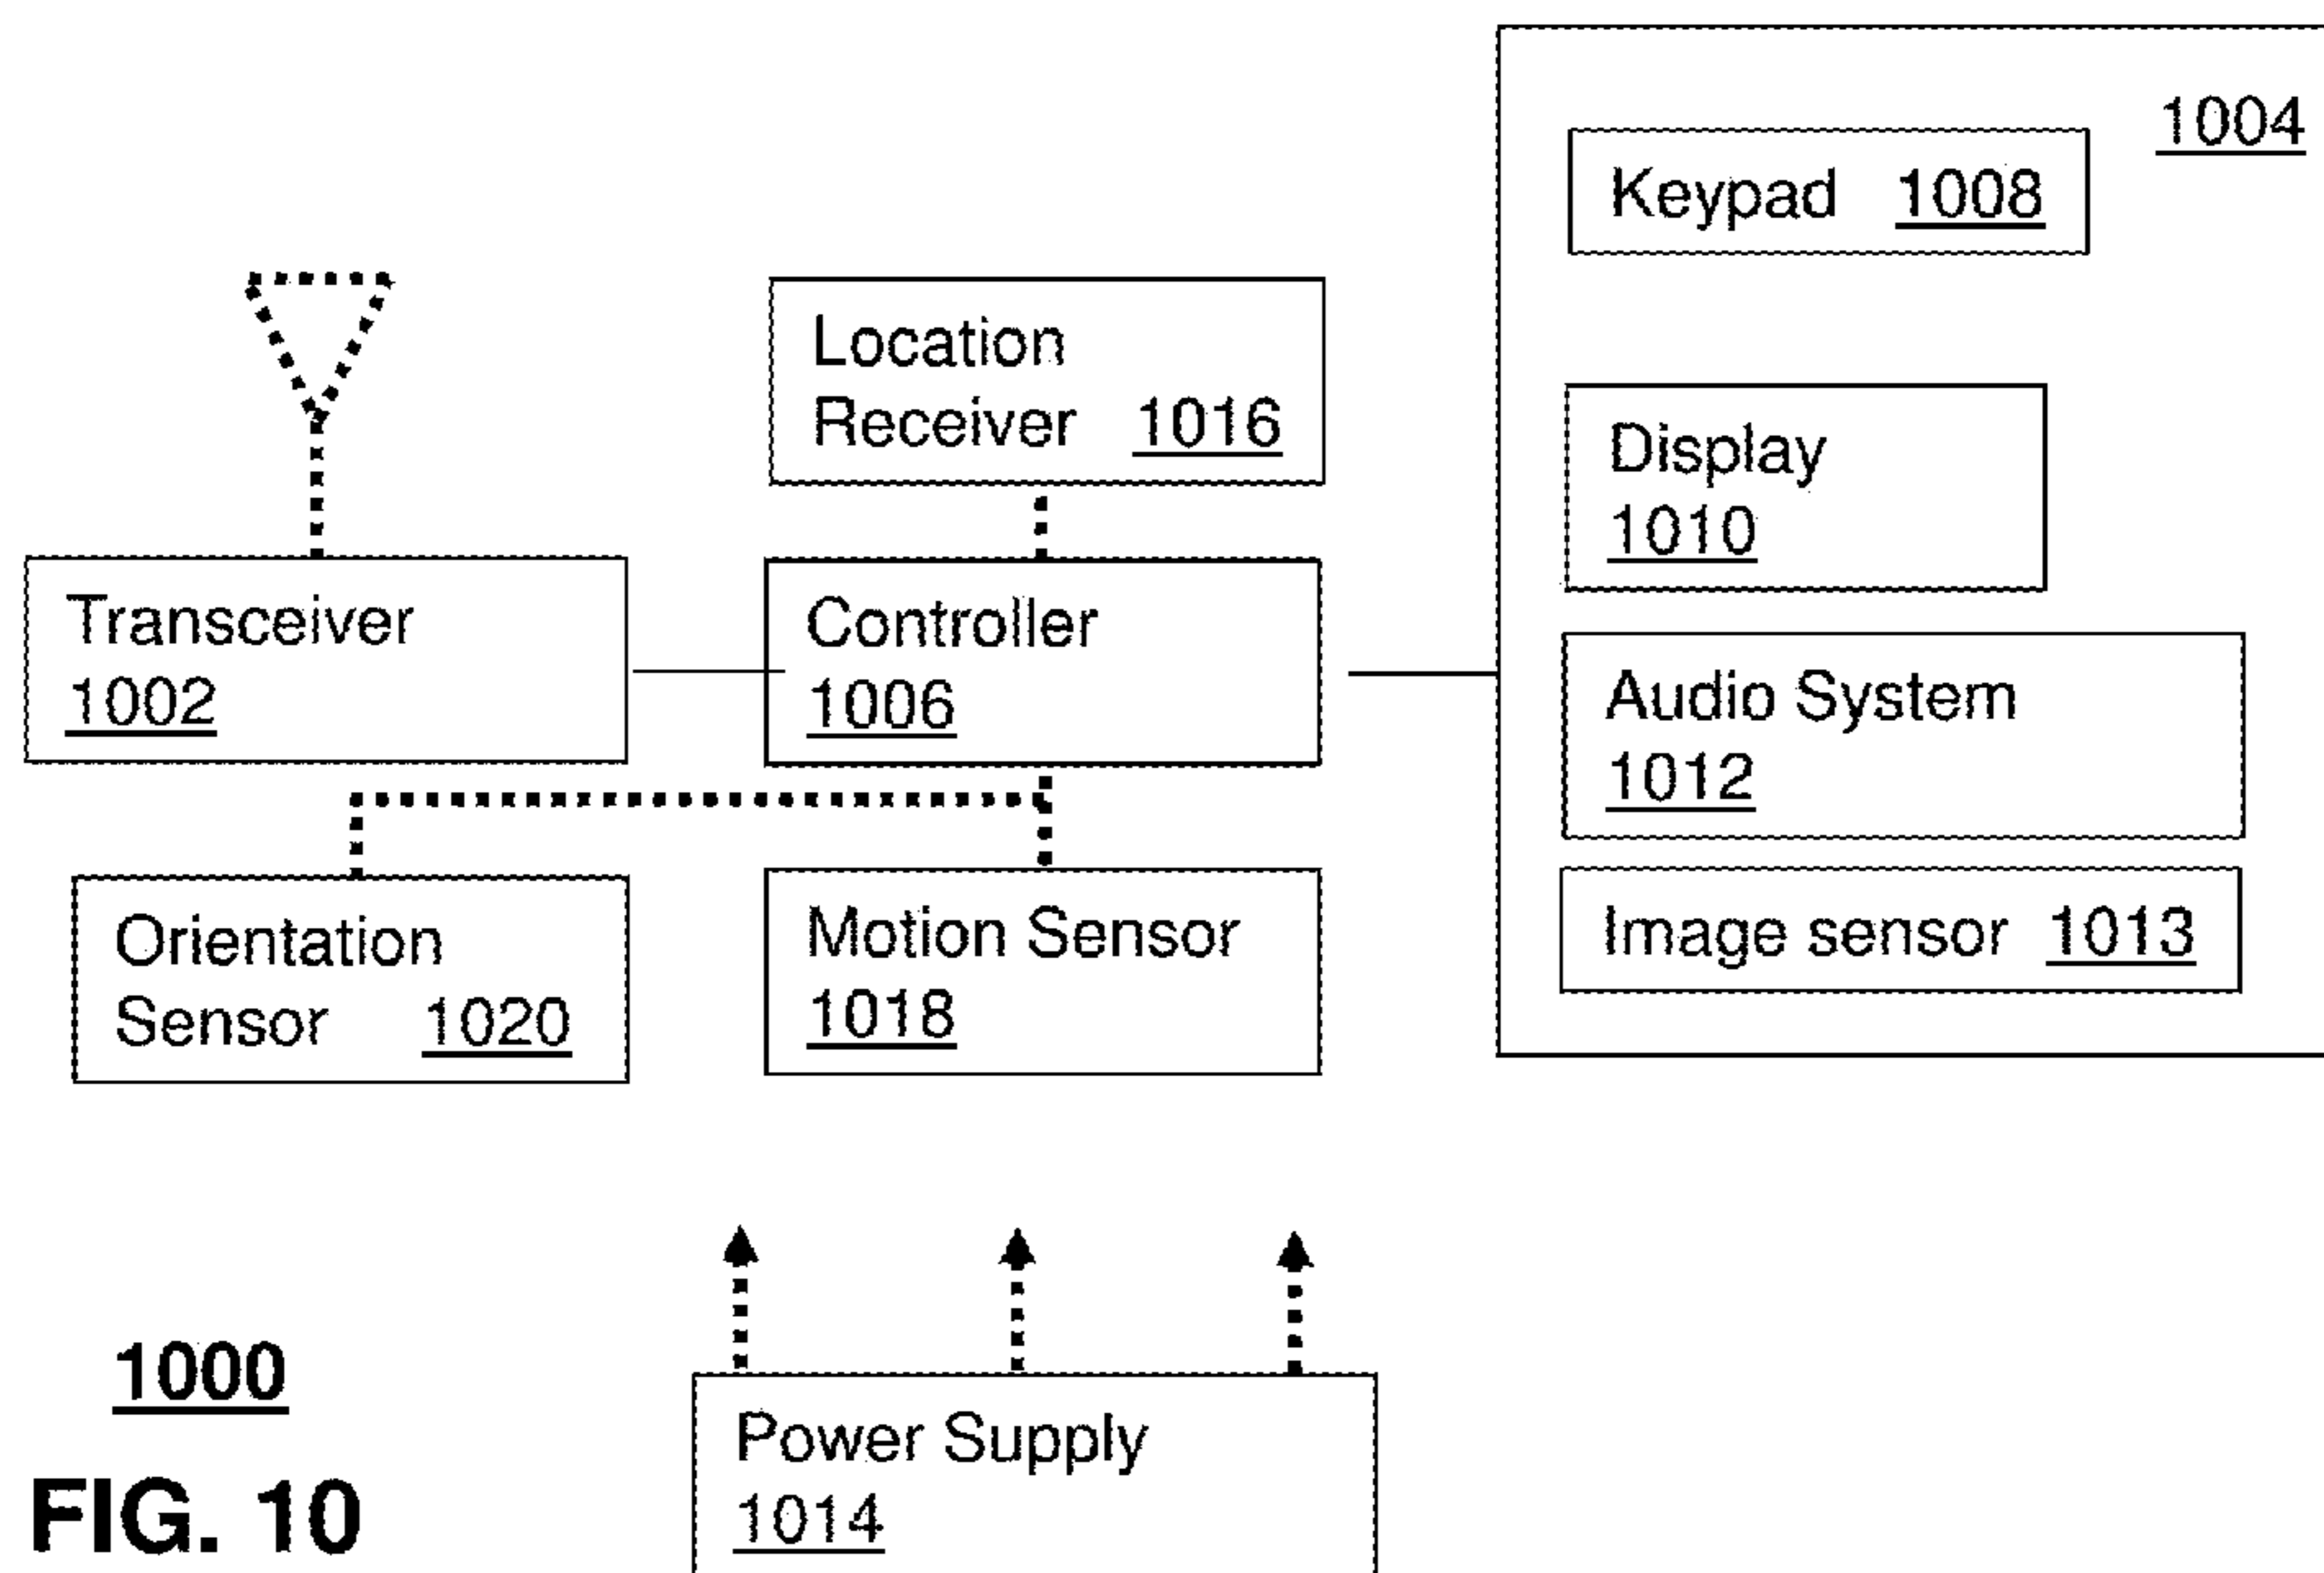 1004
Keypad 1008
Location
Receiver 1016
Display
1010
Transceiver
1002
Controller
1006
Audio System
1012
Orientation
Sensor 1020
Motion Sensor
1018
Image sensor 1013
1000
FIG. 10
Power Supply
1014